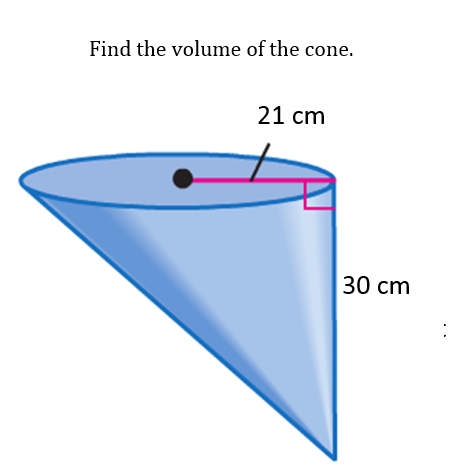 Find the volume of the cone.
21 cm
30 cm
: